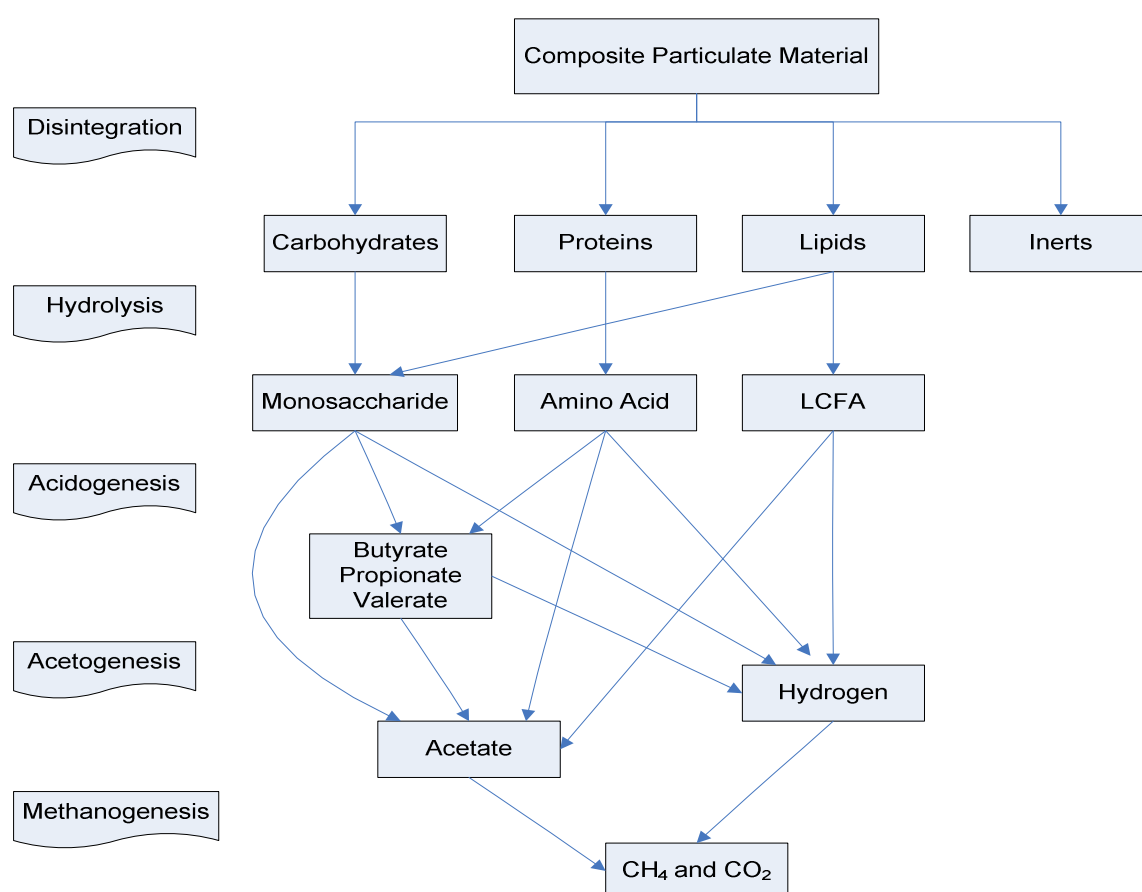 Composite Particulate Material
Disintegration
Carbohydrates
Proteins
Lipids
Inerts
Hydrolysis
Monosaccharide
Amino Acid
LCFA
Acidogenesis
Butyrate
Propionate
Valerate
Acetogenesis
Hydrogen
Acetate
Methanogenesis
CH₄ and CO₂